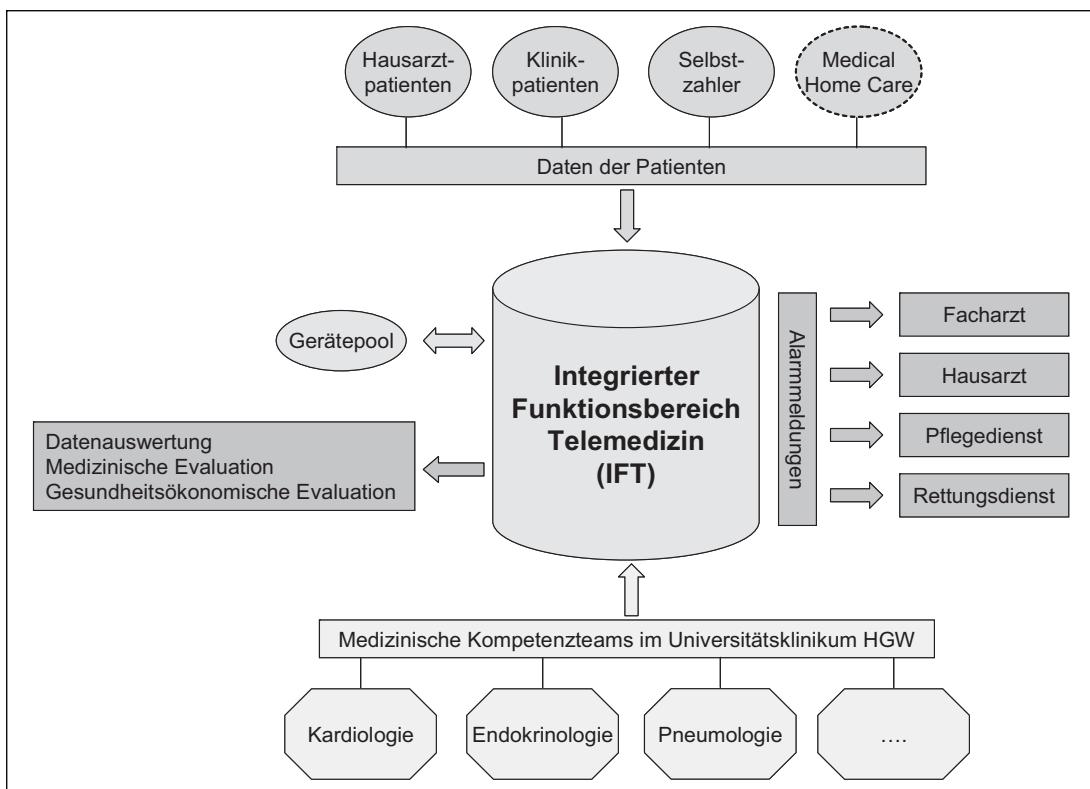 Hausarzt-
patienten
Klinik-
patienten
Selbst-
zahler
Medical
Home Care
Daten der Patienten
Gerätepool
Integrierter
Funktionsbereich
Telemedizin
(IFT)
Alarmmeldungen
Facharzt
Hausarzt
Pflegedienst
Rettungsdienst
Datenauswertung
Medizinische Evaluation
Gesundheitsökonomische Evaluation
Medizinische Kompetenzteams im Universitätsklinikum HGW
Kardiologie
Endokrinologie
Pneumologie
....